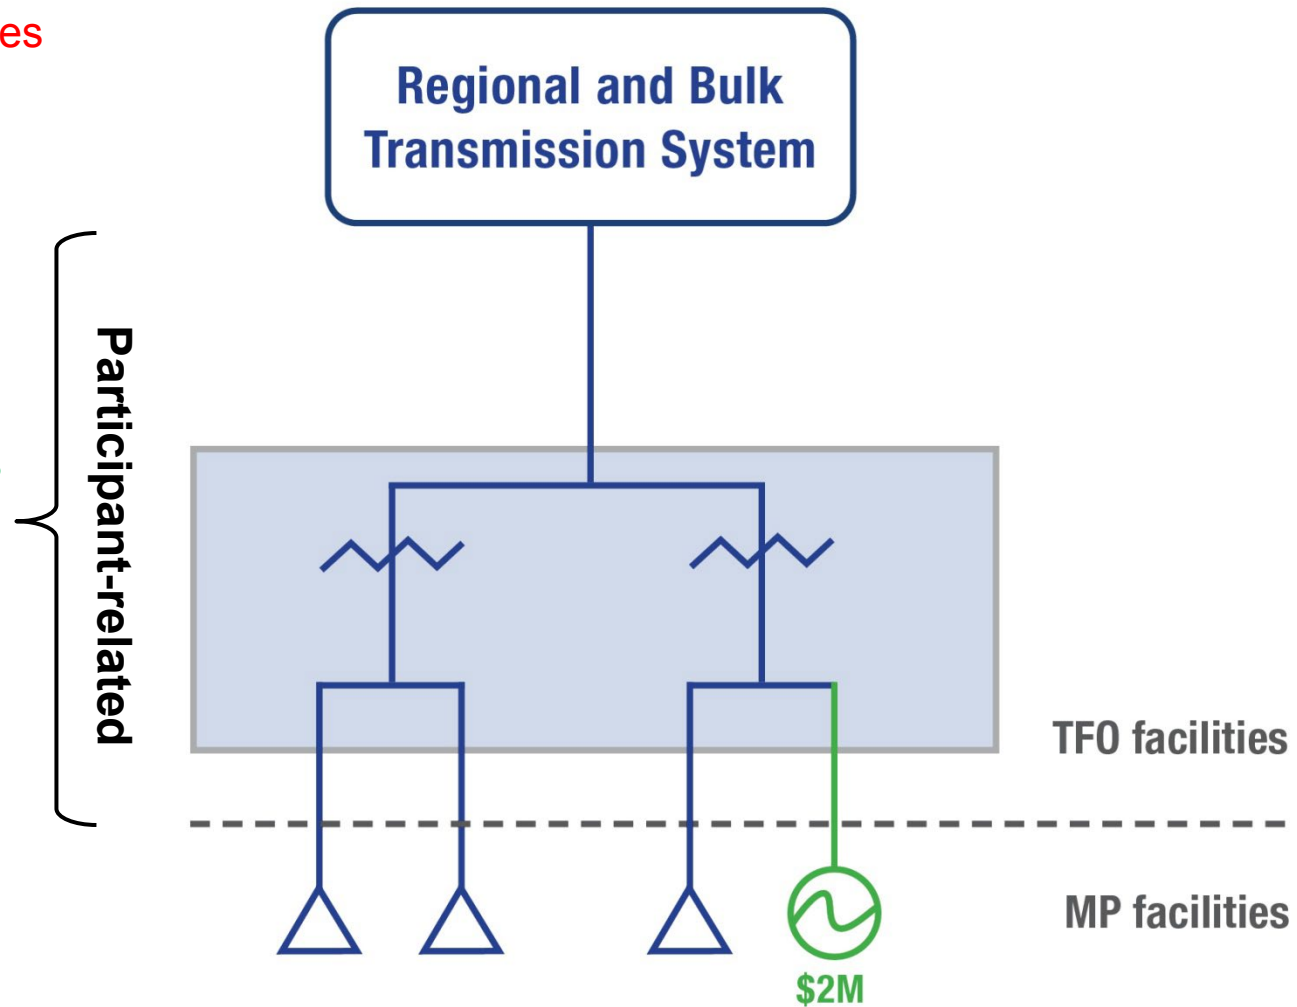 es
Regional and Bulk
Transmission System
Participant-related
TFO facilities
MP facilities
$2M